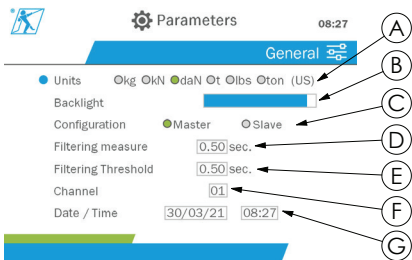 Parameters 08:27
General
A
Units kg kN daN t lbs ton (US)
B
Backlight
C
Configuration Master Slave
D
Filtering measure 0.50 sec.
E
Filtering Threshold 0.50 sec.
F
Channel 01
G
Date / Time 30/03/21 08:27